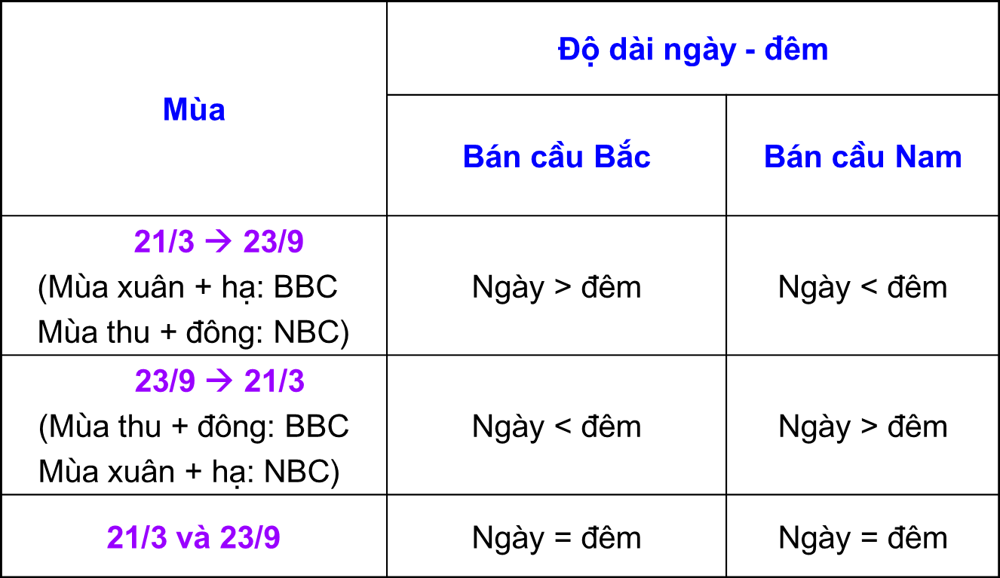 Mùa
Độ dài ngày - đêm
Bán cầu Bắc
Bán cầu Nam
21/3 → 23/9
(Mùa xuân + hạ: BBC
Mùa thu + đông: NBC)
Ngày > đêm
Ngày < đêm
23/9 → 21/3
(Mùa thu + đông: BBC
Mùa xuân + hạ: NBC)
Ngày < đêm
Ngày > đêm
21/3 và 23/9
Ngày = đêm
Ngày = đêm